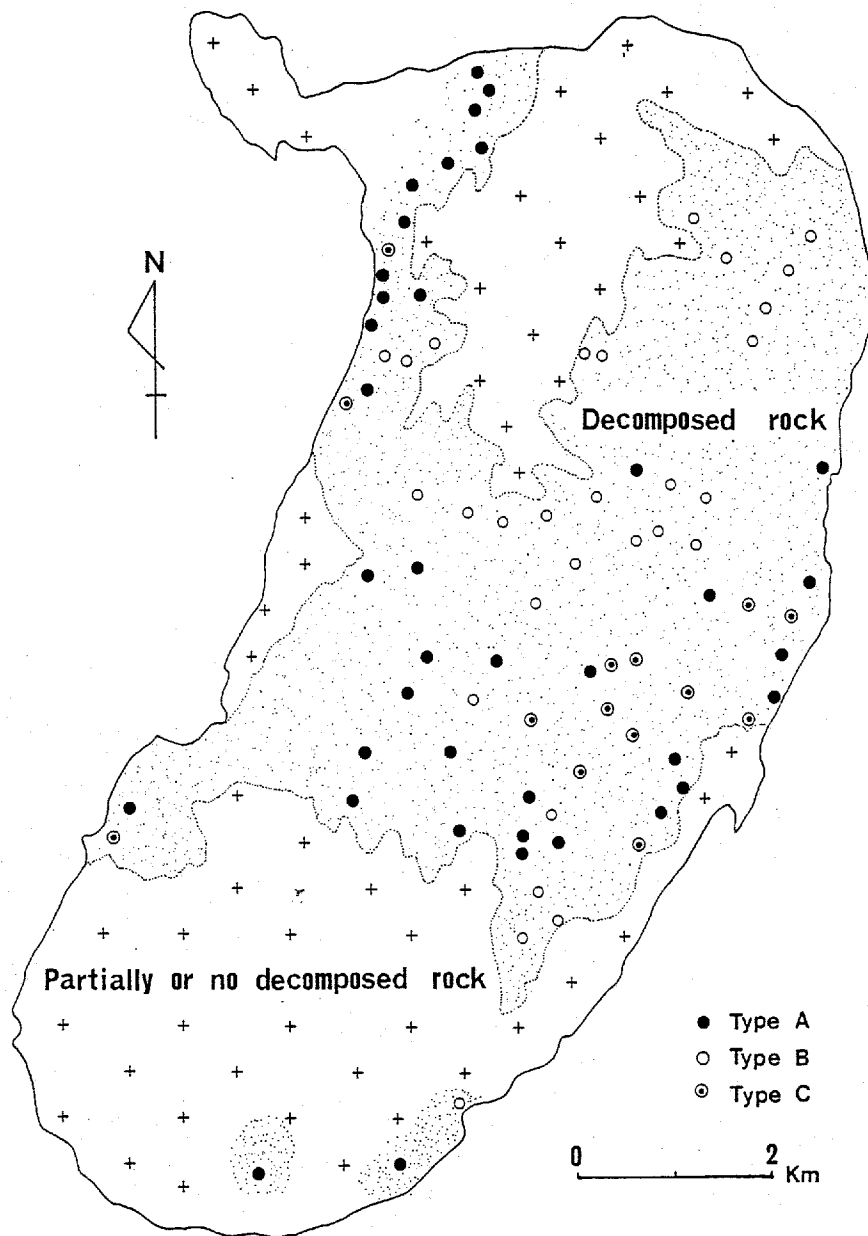 N
Decomposed rock
Partially or no decomposed rock
Type A
Type B
Type C
0 2
Km